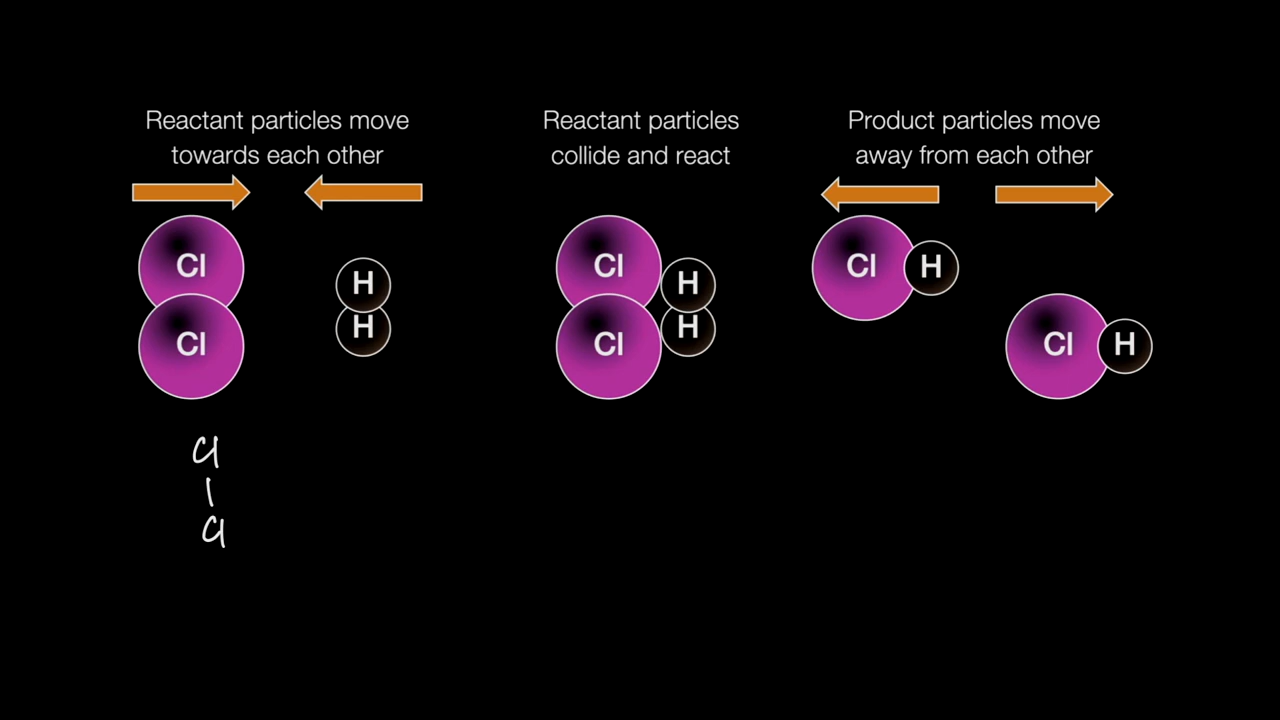 Reactant particles move
towards each other
Cl
Cl
H
H
Reactant particles
collide and react
Cl
Cl
H
H
Product particles move
away from each other
Cl
H
Cl
H
Cl
Cl